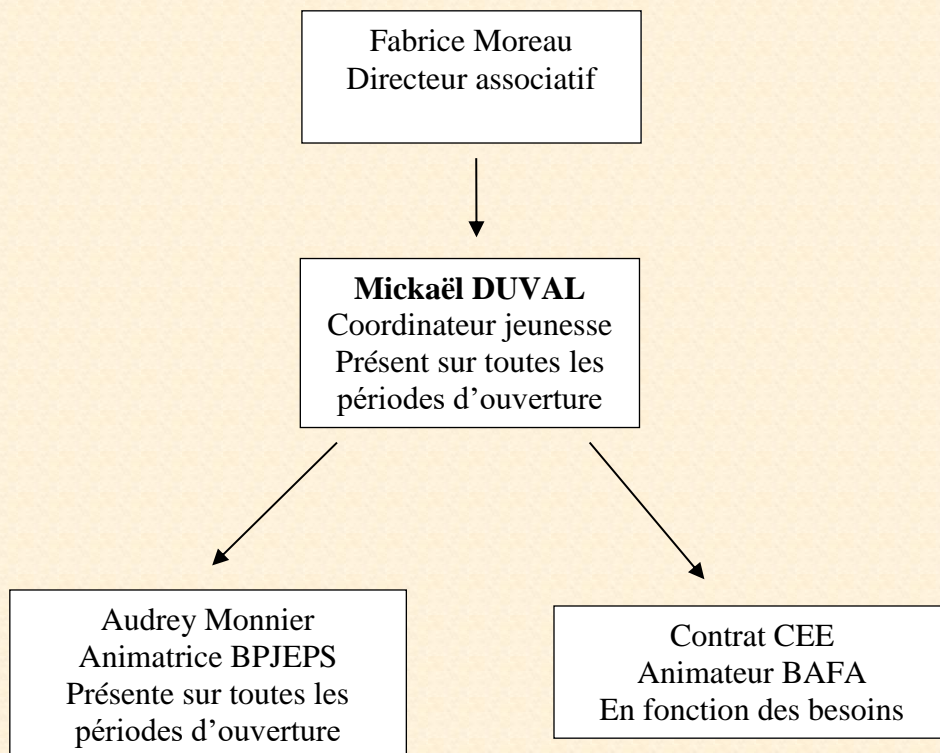 Fabrice Moreau
Directeur associatif
Mickaël DUVAL
Coordinateur jeunesse
Présent sur toutes les
périodes d’ouverture
Audrey Monnier
Animatrice BPJEPS
Présente sur toutes les
périodes d’ouverture
Contrat CEE
Animateur BAFA
En fonction des besoins